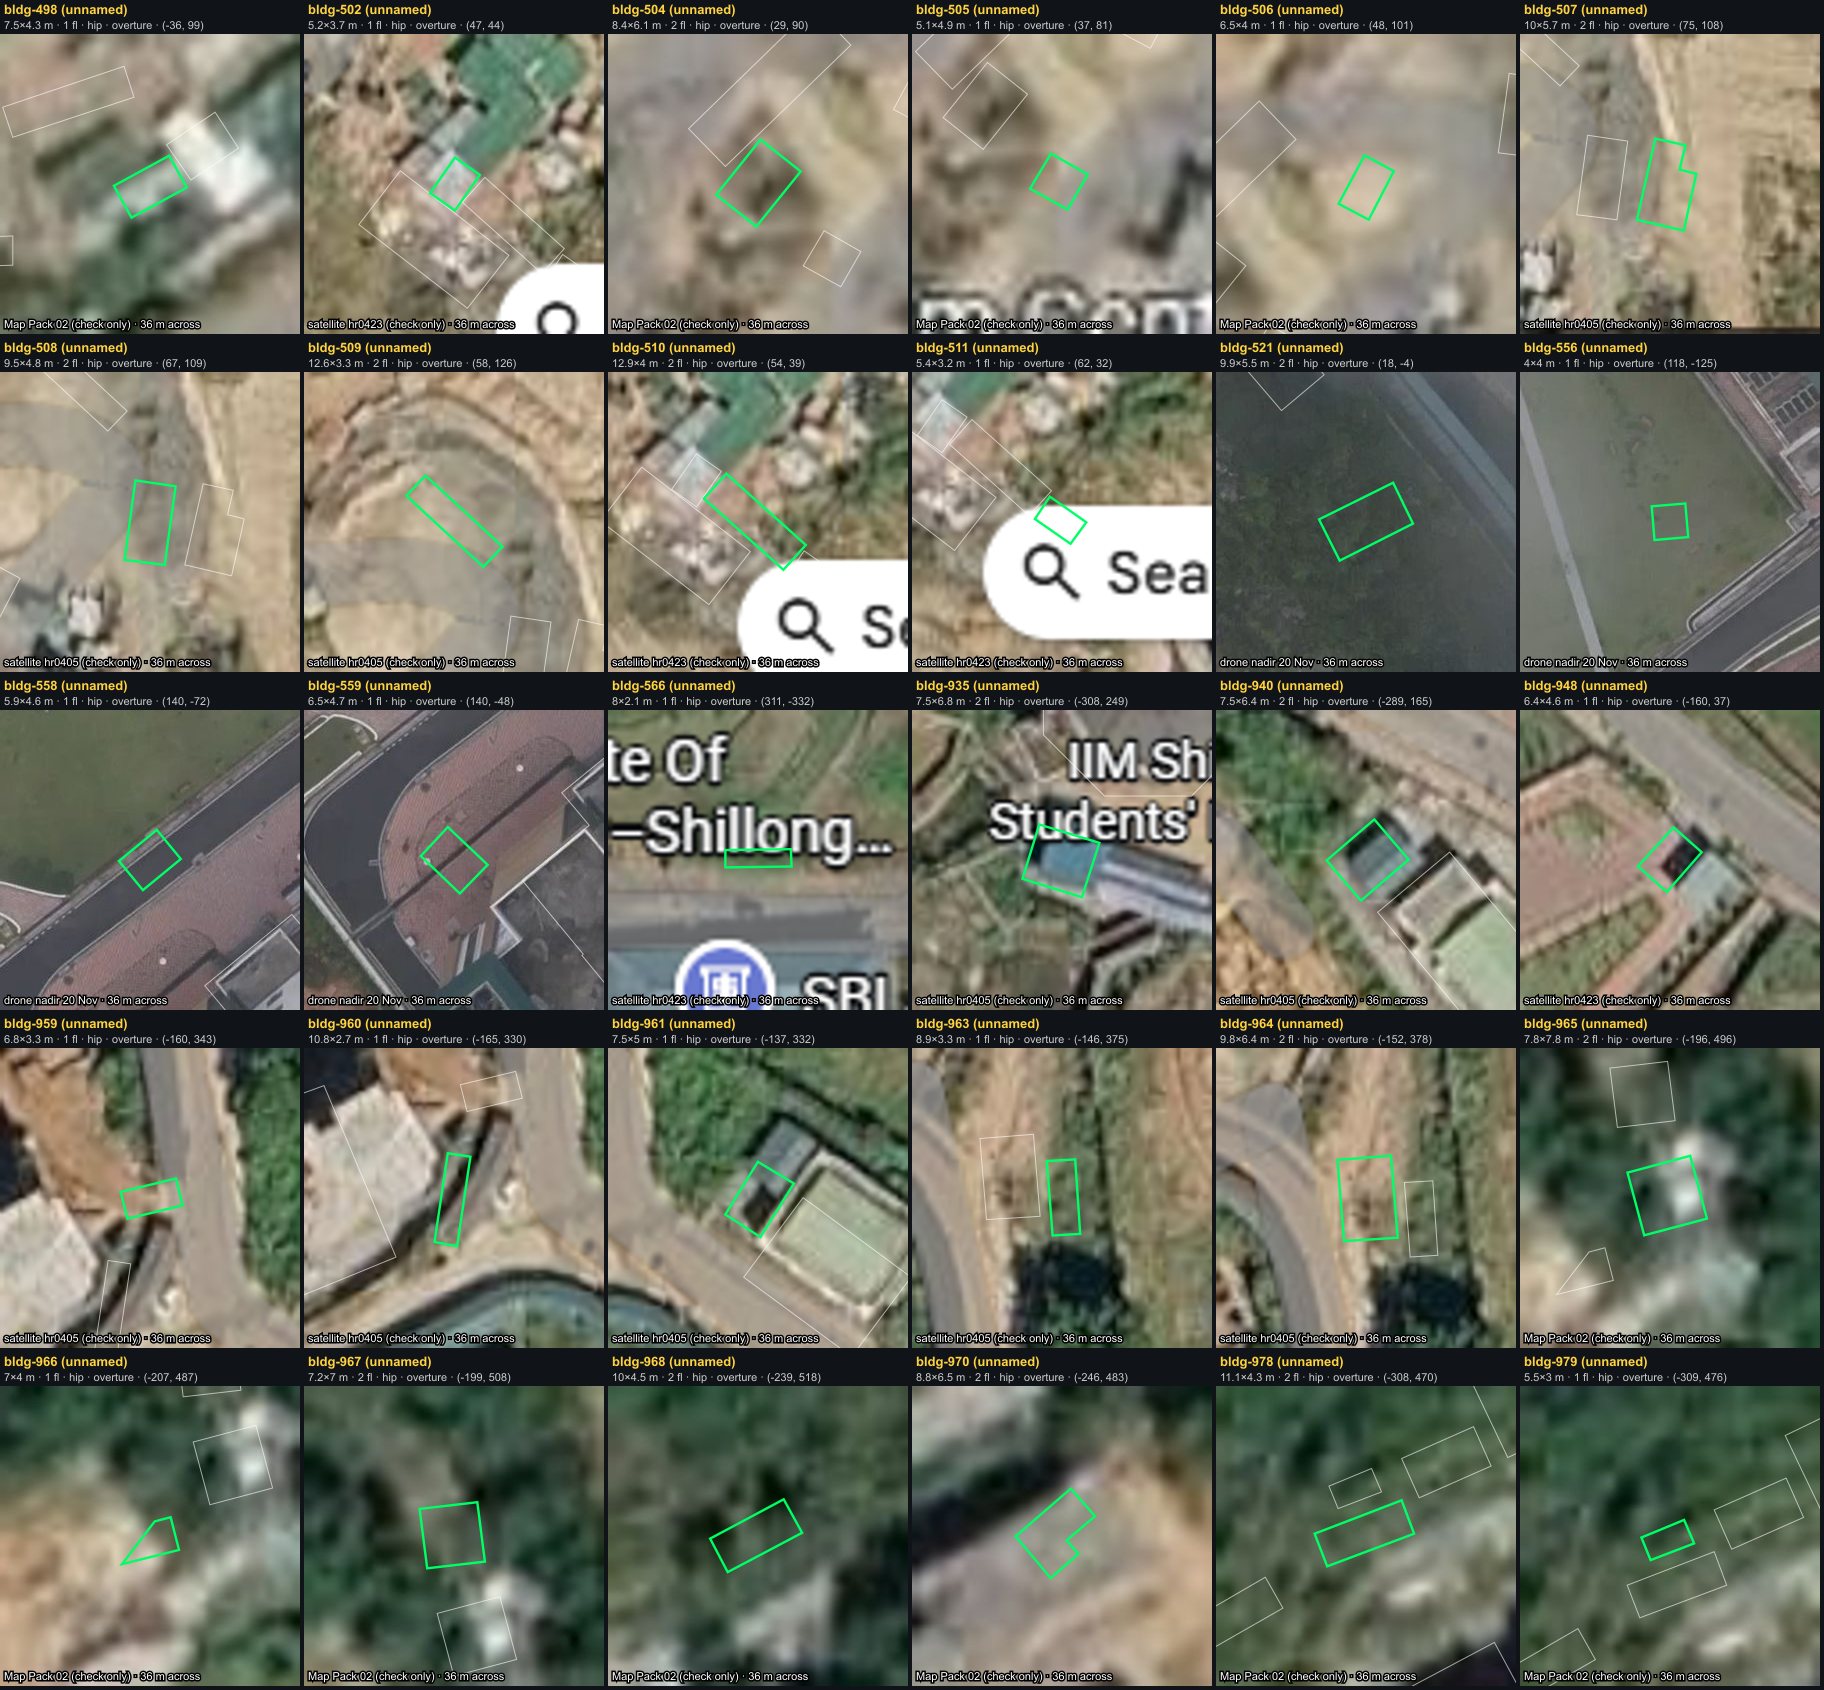 bldg-498 (unnamed)
7.5×4.3 m · 1 fl · hip · overture · (-36, 99)
Map Pack 02 (check only) · 36 m across
bldg-502 (unnamed)
5.2×3.7 m · 1 fl · hip · overture · (47, 44)
satellite hr0423 (check only) · 36 m across
bldg-504 (unnamed)
8.4×6.1 m · 2 fl · hip · overture · (29, 90)
Map Pack 02 (check only) · 36 m across
bldg-505 (unnamed)
5.1×4.9 m · 1 fl · hip · overture · (37, 81)
Map Pack 02 (check only) · 36 m across
bldg-506 (unnamed)
6.5×4 m · 1 fl · hip · overture · (48, 101)
Map Pack 02 (check only) · 36 m across
bldg-507 (unnamed)
10×5.7 m · 2 fl · hip · overture · (75, 108)
satellite hr0405 (check only) · 36 m across
bldg-508 (unnamed)
9.5×4.8 m · 2 fl · hip · overture · (67, 109)
satellite hr0405 (check only) · 36 m across
bldg-509 (unnamed)
12.6×3.3 m · 2 fl · hip · overture · (58, 126)
satellite hr0405 (check only) · 36 m across
bldg-510 (unnamed)
12.9×4 m · 2 fl · hip · overture · (54, 39)
Se
satellite hr0423 (check only) · 36 m across
bldg-511 (unnamed)
5.4×3.2 m · 1 fl · hip · overture · (62, 32)
Sea
satellite hr0423 (check only) · 36 m across
bldg-521 (unnamed)
9.9×5.5 m · 2 fl · hip · overture · (18, -4)
drone nadir 20 Nov · 36 m across
bldg-556 (unnamed)
4×4 m · 1 fl · hip · overture · (118, -125)
drone nadir 20 Nov · 36 m across
bldg-558 (unnamed)
5.9×4.6 m · 1 fl · hip · overture · (140, -72)
drone nadir 20 Nov · 36 m across
bldg-559 (unnamed)
6.5×4.7 m · 1 fl · hip · overture · (140, -48)
drone nadir 20 Nov · 36 m across
bldg-566 (unnamed)
8×2.1 m · 1 fl · hip · overture · (311, -332)
te Of
–Shillong...
SBI
satellite hr0423 (check only) · 36 m across
bldg-935 (unnamed)
7.5×6.8 m · 2 fl · hip · overture · (-308, 249)
IIM Shi
Students'
satellite hr0405 (check only) · 36 m across
bldg-940 (unnamed)
7.5×6.4 m · 2 fl · hip · overture · (-289, 165)
satellite hr0405 (check only) · 36 m across
bldg-948 (unnamed)
6.4×4.6 m · 1 fl · hip · overture · (-160, 37)
satellite hr0423 (check only) · 36 m across
bldg-959 (unnamed)
6.8×3.3 m · 1 fl · hip · overture · (-160, 343)
satellite hr0405 (check only) · 36 m across
bldg-960 (unnamed)
10.8×2.7 m · 1 fl · hip · overture · (-165, 330)
satellite hr0405 (check only) · 36 m across
bldg-961 (unnamed)
7.5×5 m · 1 fl · hip · overture · (-137, 332)
satellite hr0405 (check only) · 36 m across
bldg-963 (unnamed)
8.9×3.3 m · 1 fl · hip · overture · (-146, 375)
satellite hr0405 (check only) · 36 m across
bldg-964 (unnamed)
9.8×6.4 m · 2 fl · hip · overture · (-152, 378)
satellite hr0405 (check only) · 36 m across
bldg-965 (unnamed)
7.8×7.8 m · 2 fl · hip · overture · (-196, 496)
Map Pack 02 (check only) · 36 m across
bldg-966 (unnamed)
7×4 m · 1 fl · hip · overture · (-207, 487)
Map Pack 02 (check only) · 36 m across
bldg-967 (unnamed)
7.2×7 m · 2 fl · hip · overture · (-199, 508)
Map Pack 02 (check only) · 36 m across
bldg-968 (unnamed)
10×4.5 m · 2 fl · hip · overture · (-239, 518)
Map Pack 02 (check only) · 36 m across
bldg-970 (unnamed)
8.8×6.5 m · 2 fl · hip · overture · (-246, 483)
Map Pack 02 (check only) · 36 m across
bldg-978 (unnamed)
11.1×4.3 m · 2 fl · hip · overture · (-308, 470)
Map Pack 02 (check only) · 36 m across
bldg-979 (unnamed)
5.5×3 m · 1 fl · hip · overture · (-309, 476)
Map Pack 02 (check only) · 36 m across